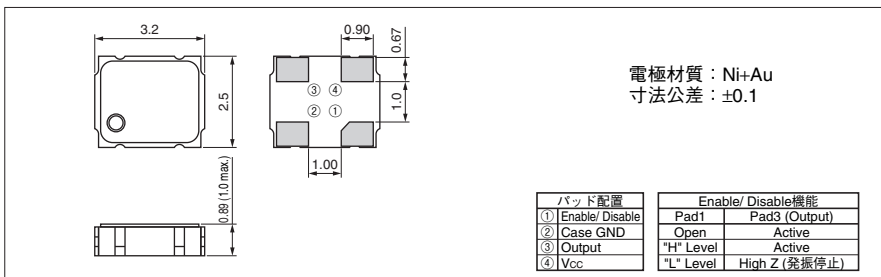 3.2
2.5
0.89 (1.0 max.)
0.90
0.67
1.0
1.00
③ ④
② ①
電極材質：Ni+Au
寸法公差：±0.1
パッド配置
① Enable/ Disable
② Case GND
③ Output
④ Vcc
Enable/ Disable機能
Pad1 Pad3 (Output)
Open Active
"H" Level Active
"L" Level High Z (発振停止)